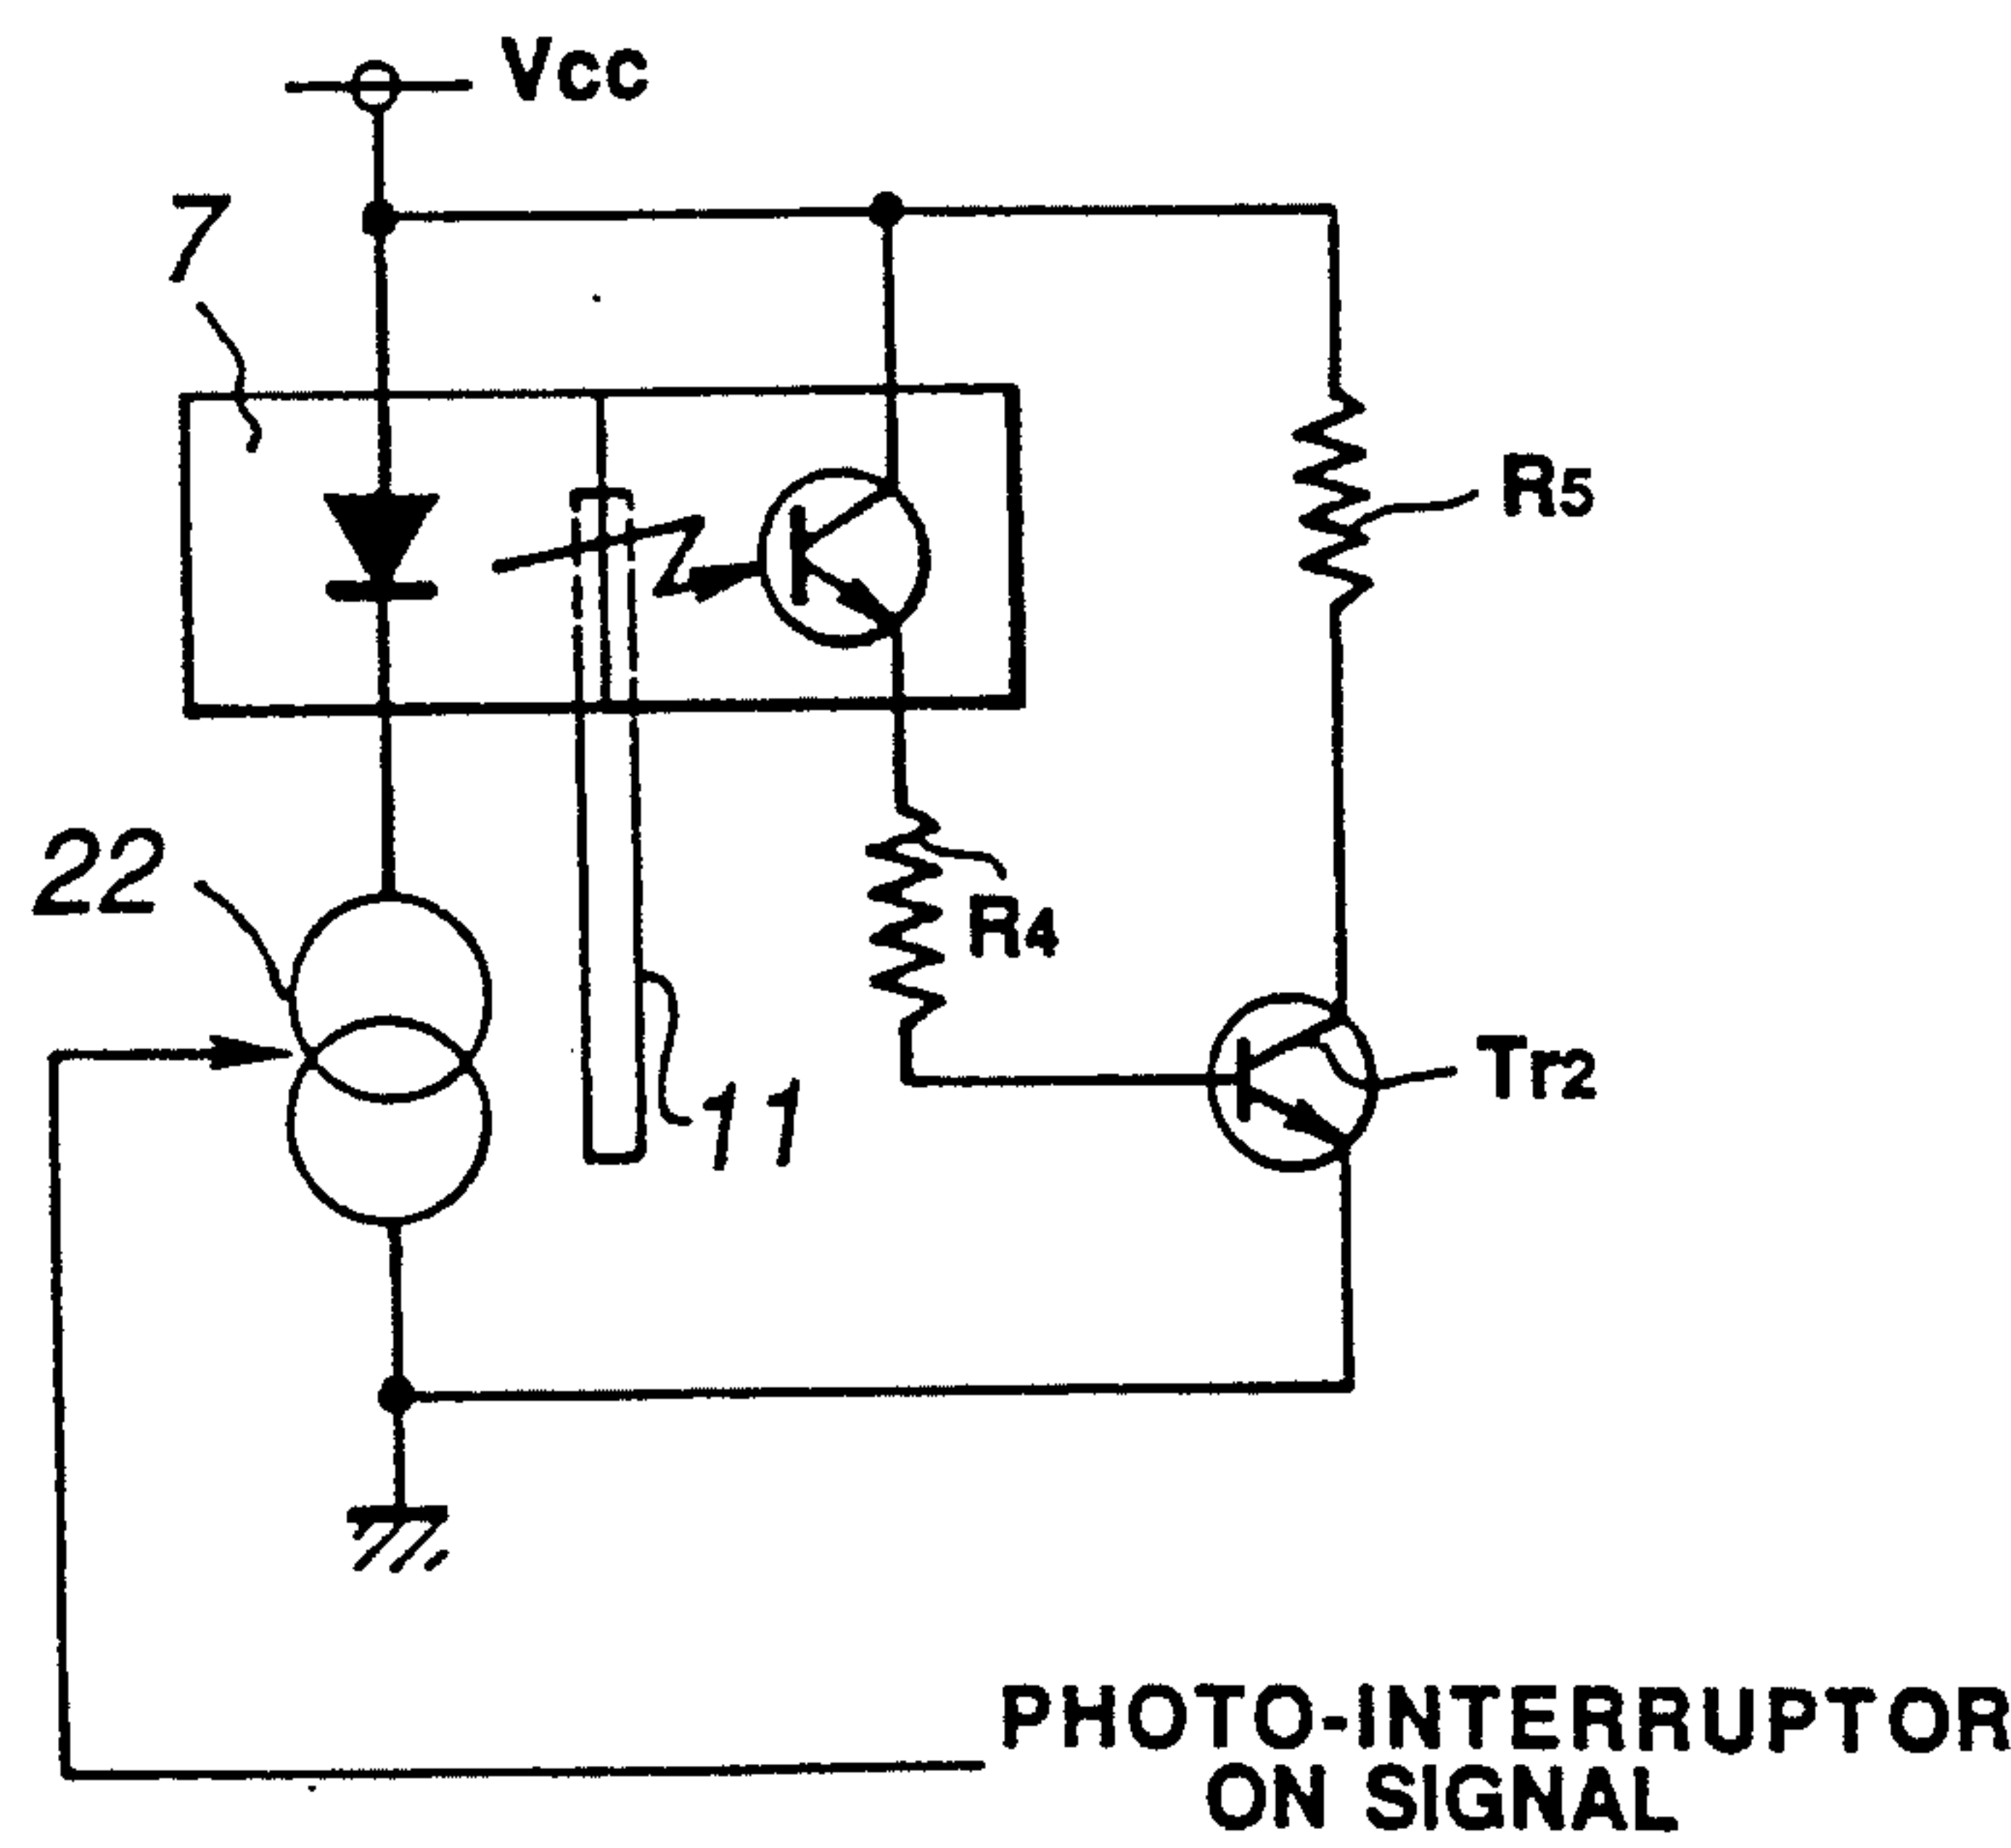 Vcc
7
R5
22
R4
Tr2
11
PHOTO-INTERRUPTOR
ON SIGNAL